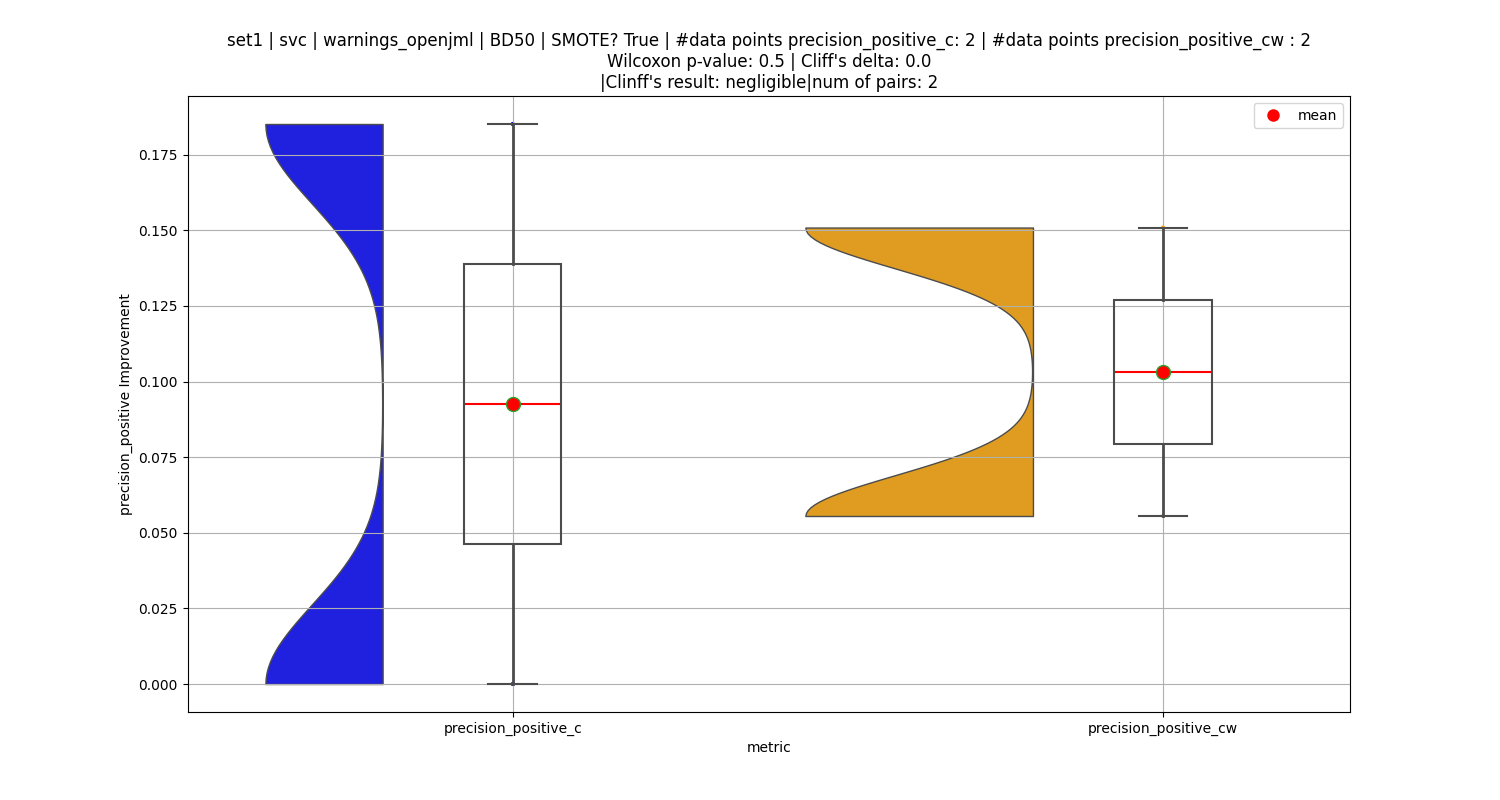 set1 | svc | warnings_openjml | BD50 | SMOTE? True | #data points precision_positive_c: 2 | #data points precision_positive_cw : 2
Wilcoxon p-value: 0.5 | Cliff's delta: 0.0
|Clinff's result: negligible|num of pairs: 2
mean
0.175
0.150
0.125
0.100
0.075
0.050
0.025
0.000
precision_positive Improvement
precision_positive_c
precision_positive_cw
metric